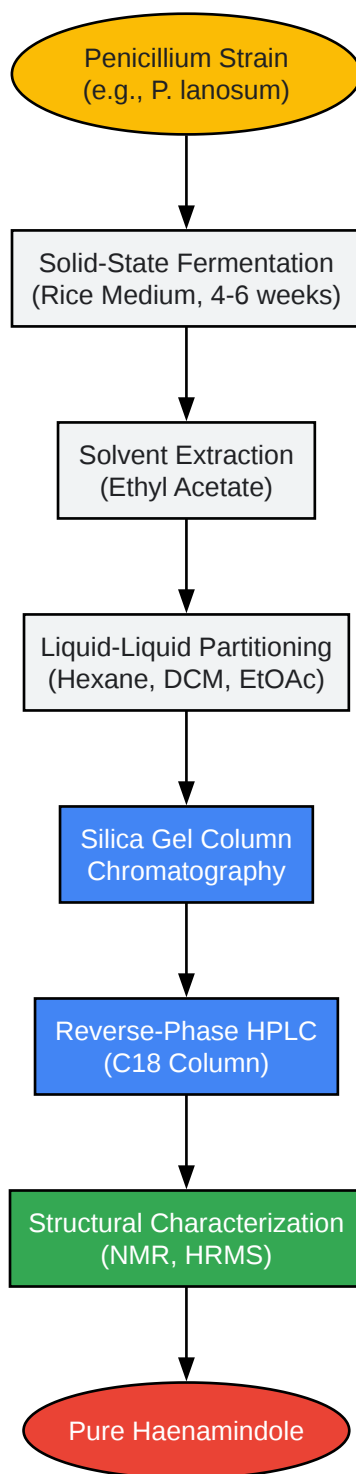 Penicillium Strain
(e.g., P. lanosum)
Solid-State Fermentation
(Rice Medium, 4-6 weeks)
Solvent Extraction
(Ethyl Acetate)
Liquid-Liquid Partitioning
(Hexane, DCM, EtOAc)
Silica Gel Column
Chromatography
Reverse-Phase HPLC
(C18 Column)
Structural Characterization
(NMR, HRMS)
Pure Haenamindole